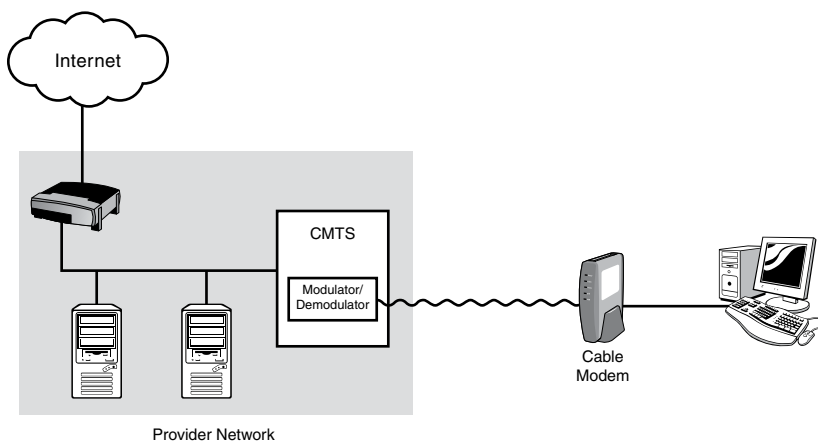 Internet
CMTS
Modulator/
Demodulator
Cable
Modem
Provider Network